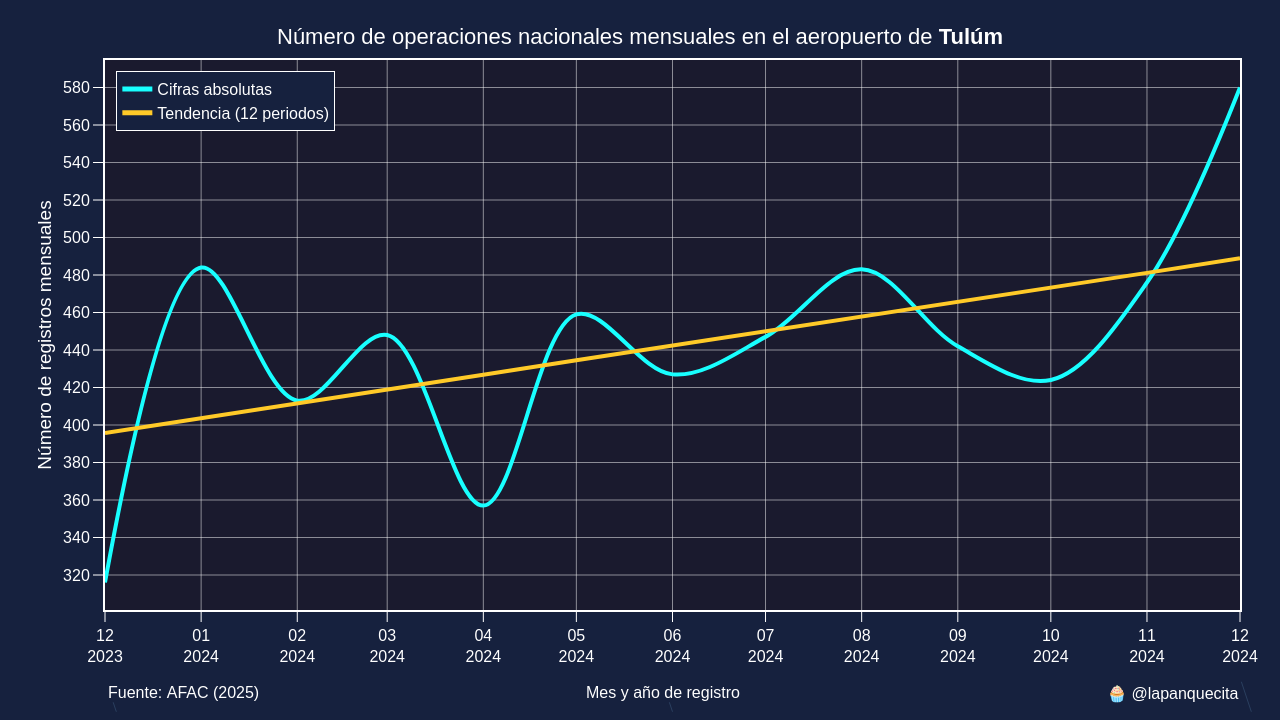 Número de operaciones nacionales mensuales en el aeropuerto de Tulúm
Cifras absolutas
Tendencia (12 periodos)
Número de registros mensuales
580
560
540
520
500
480
460
440
420
400
380
360
340
320
12 01 02 03 04 05 06 07 08 09 10 11 12
2023 2024 2024 2024 2024 2024 2024 2024 2024 2024 2024 2024 2024
Fuente: AFAC (2025) Mes y año de registro 🧁 @lapanquecita